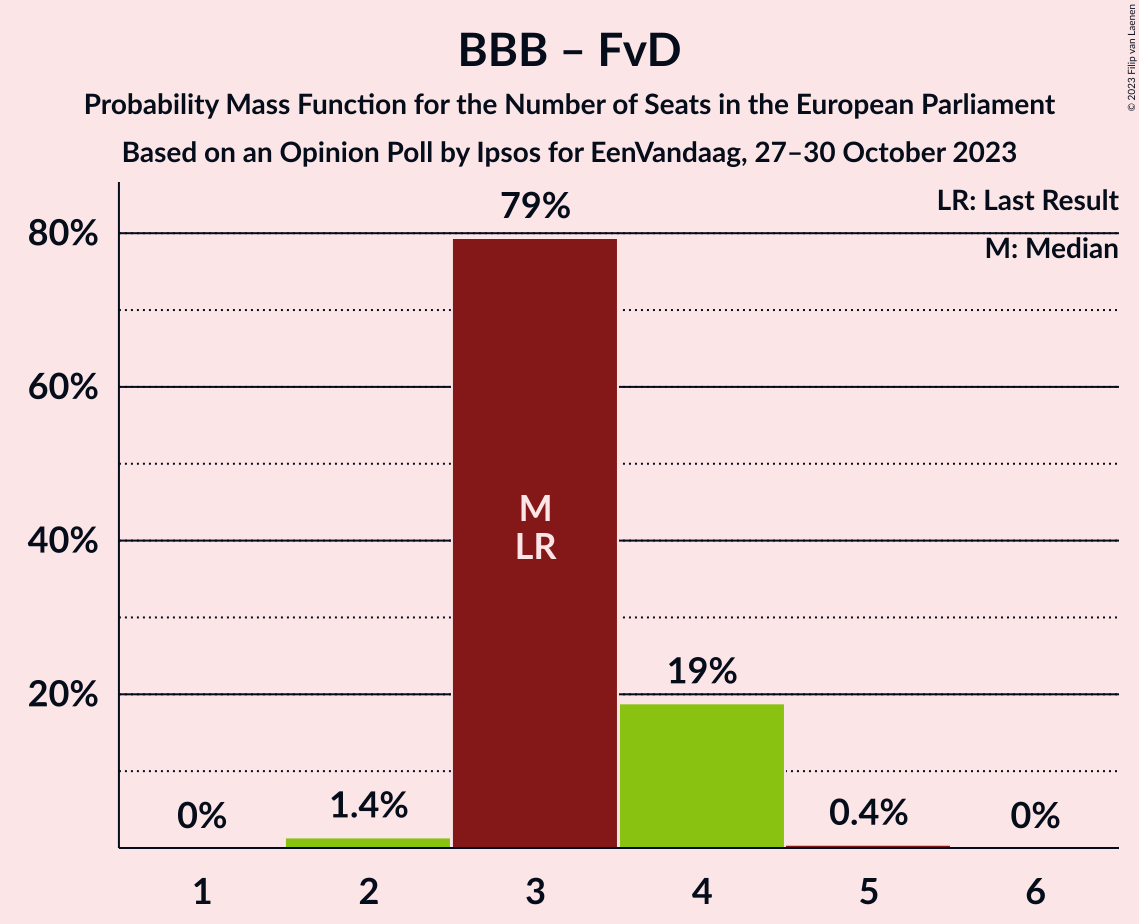 BBB – FvD
Probability Mass Function for the Number of Seats in the European Parliament
Based on an Opinion Poll by Ipsos for EenVandaag, 27–30 October 2023
© 2023 Filip van Laenen
LR: Last Result
M: Median
80%
60%
40%
20%
0%
1.4%
79%
M
LR
19%
0.4%
0%
1
2
3
4
5
6